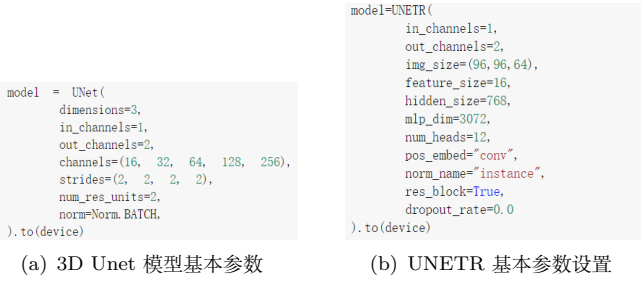 model = UNet(
dimensions=3,
in_channels=1,
out_channels=2,
channels=(16, 32, 64, 128, 256),
strides=(2, 2, 2, 2),
num_res_units=2,
norm=Norm.BATCH,
).to(device)
(a) 3D Unet 模型基本参数
model=UNETR(
in_channels=1,
out_channels=2,
img_size=(96,96,64),
feature_size=16,
hidden_size=768,
mlp_dim=3072,
num_heads=12,
pos_embed="conv",
norm_name="instance",
res_block=True,
dropout_rate=0.0
).to(device)
(b) UNETR 基本参数设置